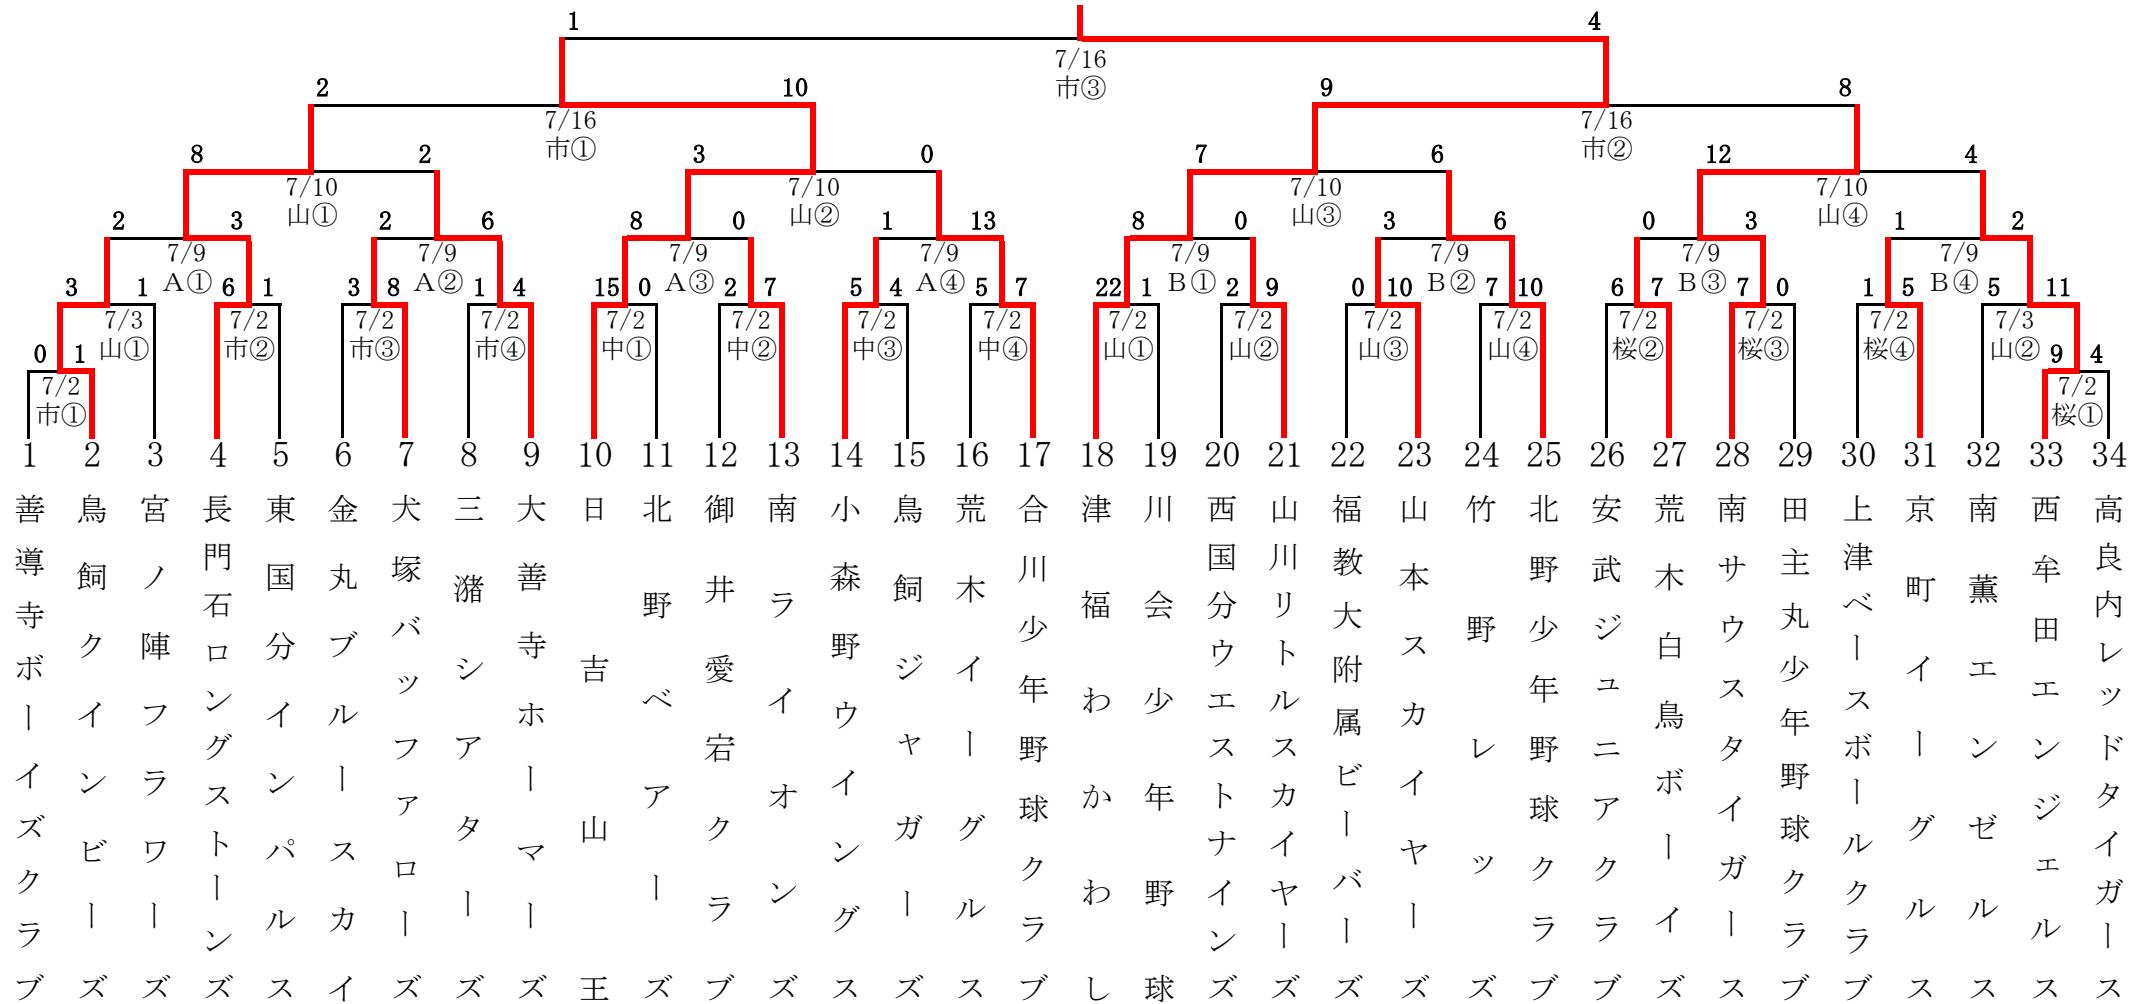 1 4
7/16
市③
2 10 9 8
7/16 7/16
市① 市②
8 2 3 0 7 6 12 4
7/10 7/10 7/10 7/10
山① 山② 山③ 山④
2 3 2 6 8 0 1 13 8 0 3 6 0 3 1 2
7/9 7/9 7/9 7/9 7/9 7/9 7/9 7/9
A① A② A③ A④ B① B② B③ B④
3 1 6 1 3 8 1 4 15 0 2 7 5 4 5 7 22 1 2 9 0 10 7 10 6 7 7 0 1 5 5 11
7/3 7/2 7/2 7/2 7/2 7/2 7/2 7/2 7/2 7/2 7/2 7/2 7/2 7/2 7/2 7/3
山① 市② 市③ 市④ 中① 中② 中③ 中④ 山① 山② 山③ 山④ 桜② 桜③ 桜④ 山②
0 1 9 4
7/2 7/2
市① 桜①
1 2 3 4 5 6 7 8 9 10 11 12 13 14 15 16 17 18 19 20 21 22 23 24 25 26 27 28 29 30 31 32 33 34
善導寺ボーイズクラブ
鳥飼クインビーズ
宮ノ陣フラワーズ
長門石ロングストーンズ
東国分インパルス
金丸ブルースカイ
犬塚バッファローズ
三潴シアターズ
大善寺ホーマーズ
日吉山王
北野ベアーズ
御井愛宕クラブ
南ライオンズ
小森野ウイングス
鳥飼ジャガーズ
荒木イーグルス
合川少年野球クラブ
津福わかわし
川会少年野球
西国分ウエストナインズ
山川リトルスカイヤーズ
福教大附属ビーバーズ
山本スカイヤーズ
竹野レッズ
北野少年野球クラブ
安武ジュニアクラブ
荒木白鳥ボーイズ
南サウスタイガース
田主丸少年野球クラブ
上津ベースボールクラブ
京町イーグルス
南薫エンゼルス
西牟田エンジェルス
高良内レッドタイガース